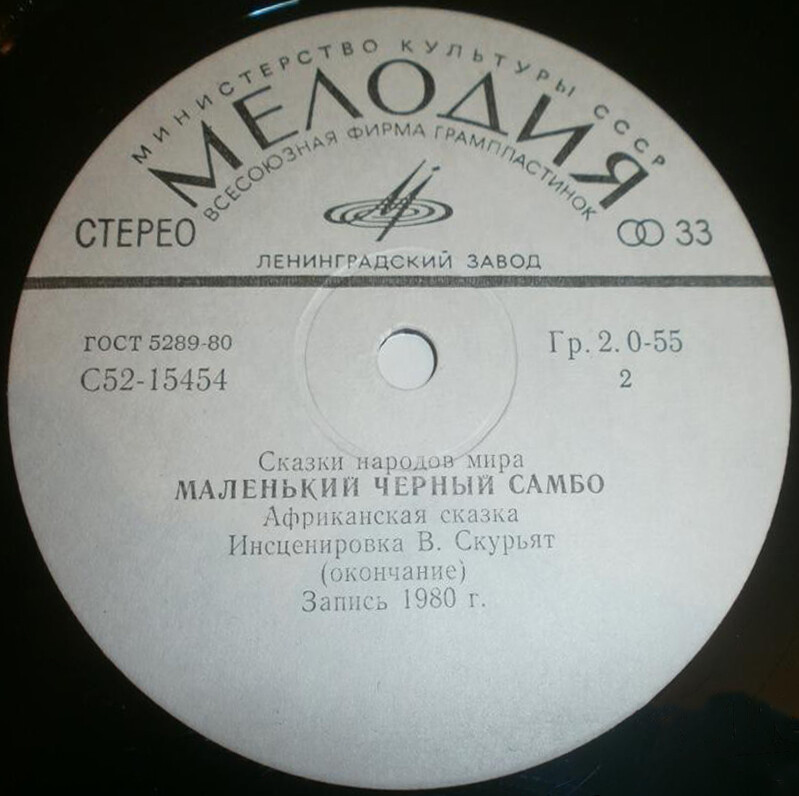 МИНИСТЕРСТВО КУЛЬТУРЫ СССР
МЕЛОДИЯ
ВСЕСОЮЗНАЯ ФИРМА ГРАМПЛАСТИНОК
СТЕРЕО
33
ЛЕНИНГРАДСКИЙ ЗАВОД
ГОСТ 5289-80
Гр. 2. 0-55
С52-15454
2
Сказки народов мира
МАЛЕНЬКИЙ ЧЕРНЫЙ САМБО
Африканская сказка
Инсценировка В. Скурьят
(окончание)
Запись 1980 г.